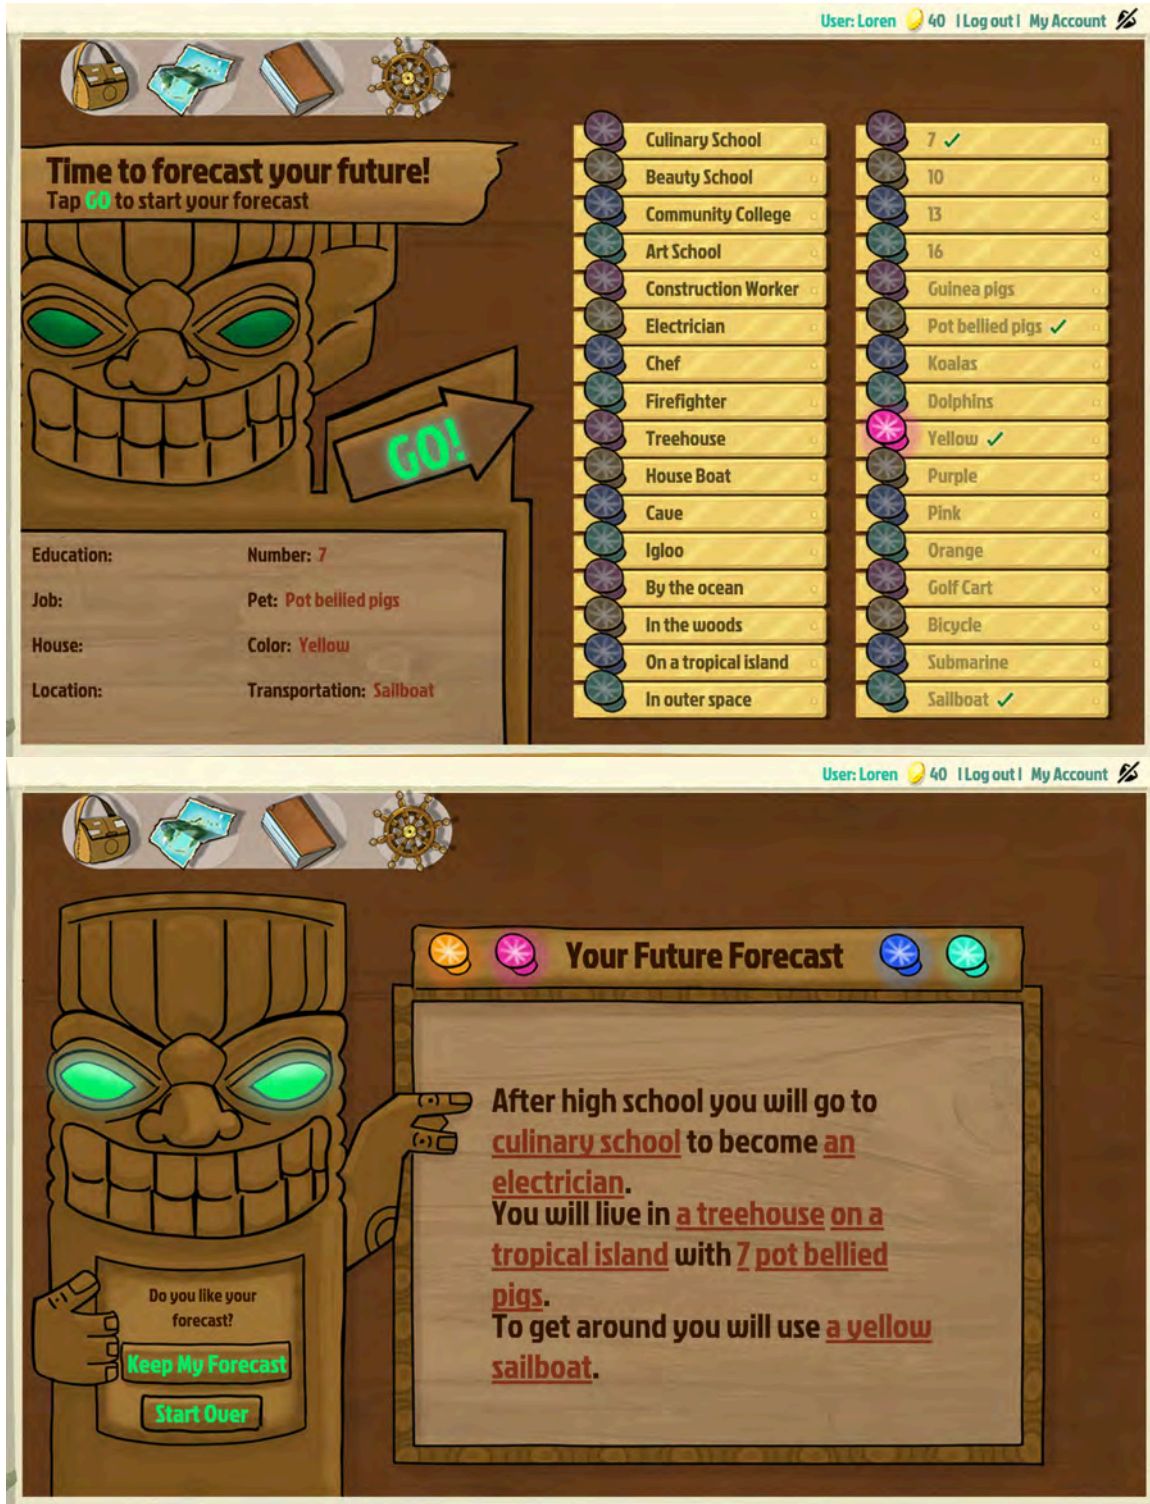 User: Loren 40 | Log out | My Account
Time to forecast your future!
Tap GO to start your forecast
GO!
Education:
Job:
House:
Location:
Number: 7
Pet: Pot bellied pigs
Color: Yellow
Transportation: Sailboat
Culinary School
Beauty School
Community College
Art School
Construction Worker
Electrician
Chef
Firefighter
Treehouse
House Boat
Cave
Igloo
By the ocean
In the woods
On a tropical island
In outer space
7 ✓
10
13
16
Guinea pigs
Pot bellied pigs ✓
Koalas
Dolphins
Yellow ✓
Purple
Pink
Orange
Golf Cart
Bicycle
Submarine
Sailboat ✓
User: Loren 40 | Log out | My Account
Your Future Forecast
After high school you will go to
culinary school to become an
electrician.
You will live in a treehouse on a
tropical island with 7 pot bellied
pigs.
To get around you will use a yellow
sailboat.
Do you like your
forecast?
Keep My Forecast
Start Over